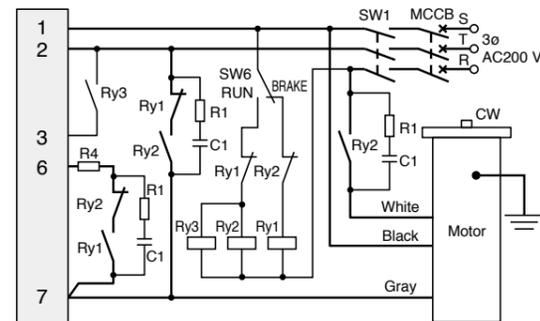 1
2
3
6
7
SW1
MCCB
S
T
R
3ø
AC200 V
SW6
RUN
BRAKE
Ry3
Ry1
R1
Ry2
C1
R4
Ry2
R1
Ry1
C1
Ry1
Ry2
Ry3
Ry2
Ry1
Ry2
R1
C1
CW
White
Black
Motor
Gray